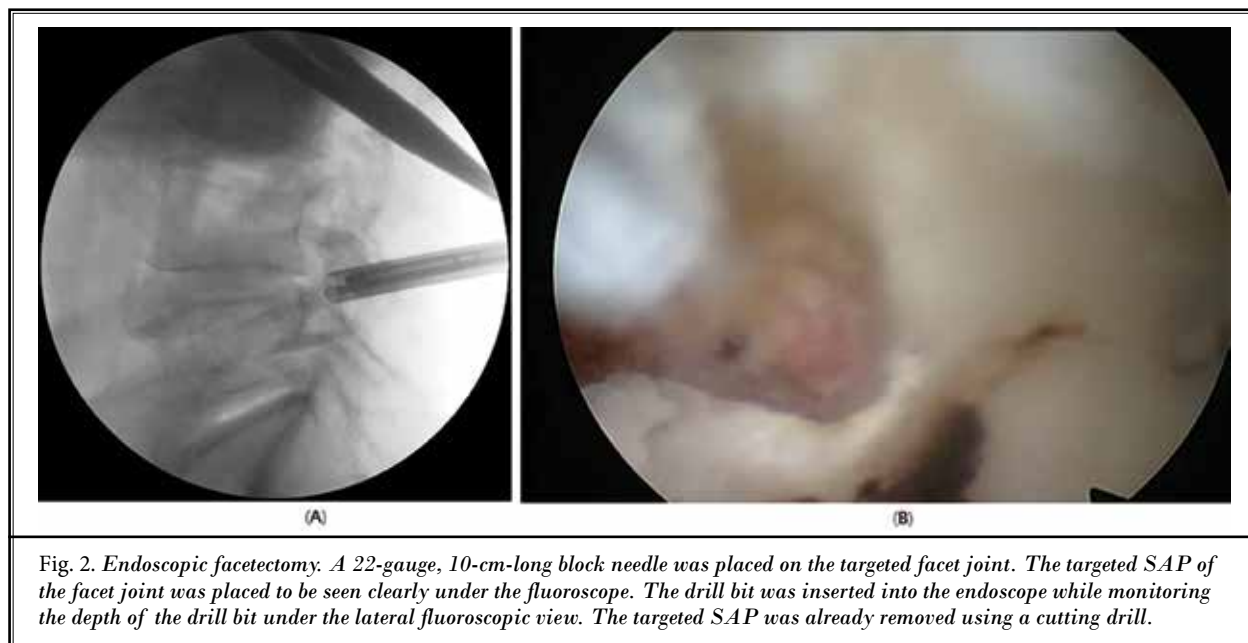 (A)
(B)
Fig. 2. Endoscopic facetectomy. A 22-gauge, 10-cm-long block needle was placed on the targeted facet joint. The targeted SAP of
the facet joint was placed to be seen clearly under the fluoroscope. The drill bit was inserted into the endoscope while monitoring
the depth of the drill bit under the lateral fluoroscopic view. The targeted SAP was already removed using a cutting drill.